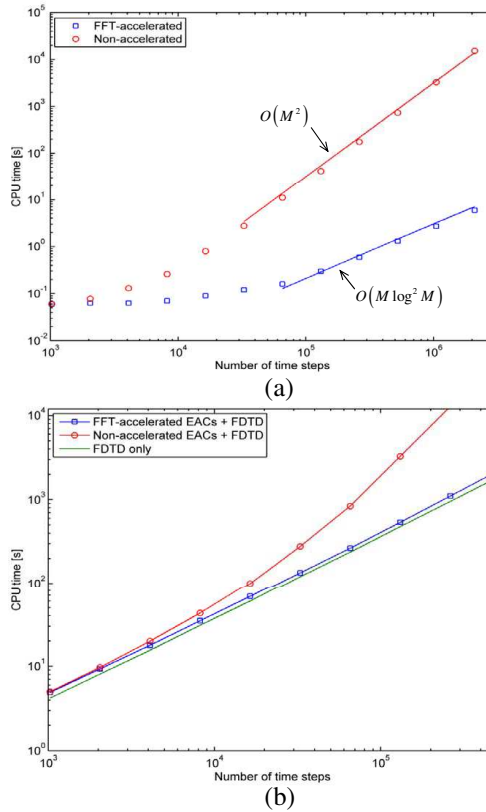 FFT-accelerated
Non-accelerated
CPU time [s]
10^5
10^4
10^3
10^2
10^1
10^0
10^-1
10^-2
O(M^2)
O(M log^2 M)
10^3 10^4 10^5 10^6
Number of time steps
(a)
FFT-accelerated EACs + FDTD
Non-accelerated EACs + FDTD
FDTD only
CPU time [s]
10^4
10^3
10^2
10^1
10^0
10^3 10^4 10^5
Number of time steps
(b)